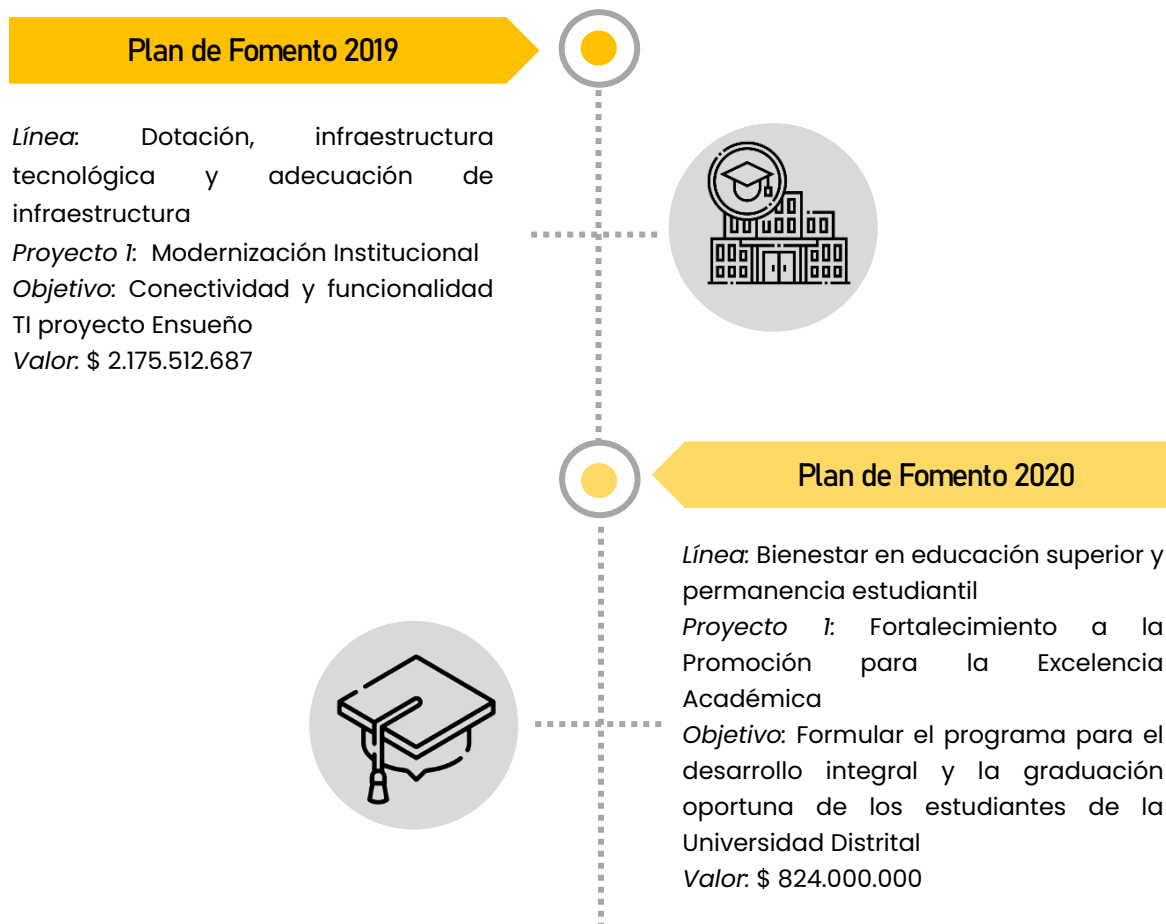 Plan de Fomento 2019
Línea: Dotación, infraestructura
tecnológica y adecuación de
infraestructura
Proyecto 1: Modernización Institucional
Objetivo: Conectividad y funcionalidad
TI proyecto Ensueño
Valor: $ 2.175.512.687
Plan de Fomento 2020
Línea: Bienestar en educación superior y
permanencia estudiantil
Proyecto 1: Fortalecimiento a la
Promoción para la Excelencia
Académica
Objetivo: Formular el programa para el
desarrollo integral y la graduación
oportuna de los estudiantes de la
Universidad Distrital
Valor: $ 824.000.000